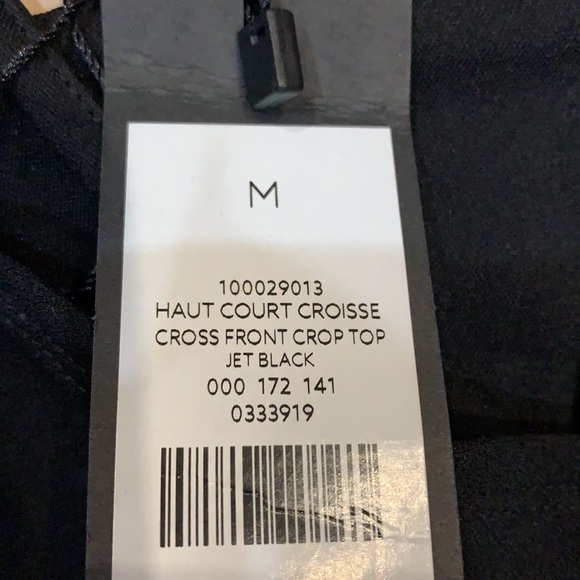 M
100029013
HAUT COURT CROISSE
CROSS FRONT CROP TOP
JET BLACK
000 172 141
0333919